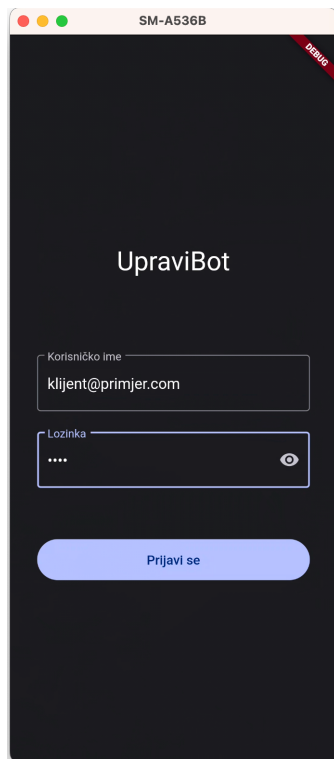 SM-A536B
DEBUG
UpraviBot
Korisničko ime
klijent@primjer.com
Lozinka
••••
Prijavi se